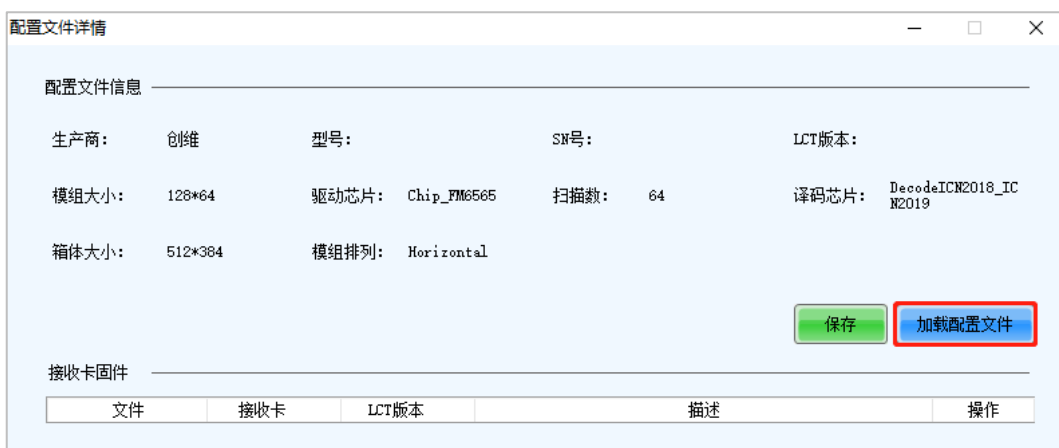 配置文件详情
配置文件信息
生产商： 创维 型号： SN号： LCT版本：
模组大小： 128*64 驱动芯片： Chip_FM6565 扫描数： 64 译码芯片： DecodeICN2018_IC
N2019
箱体大小： 512*384 模组排列： Horizontal
保存 加载配置文件
接收卡固件
文件 接收卡 LCT版本 描述 操作